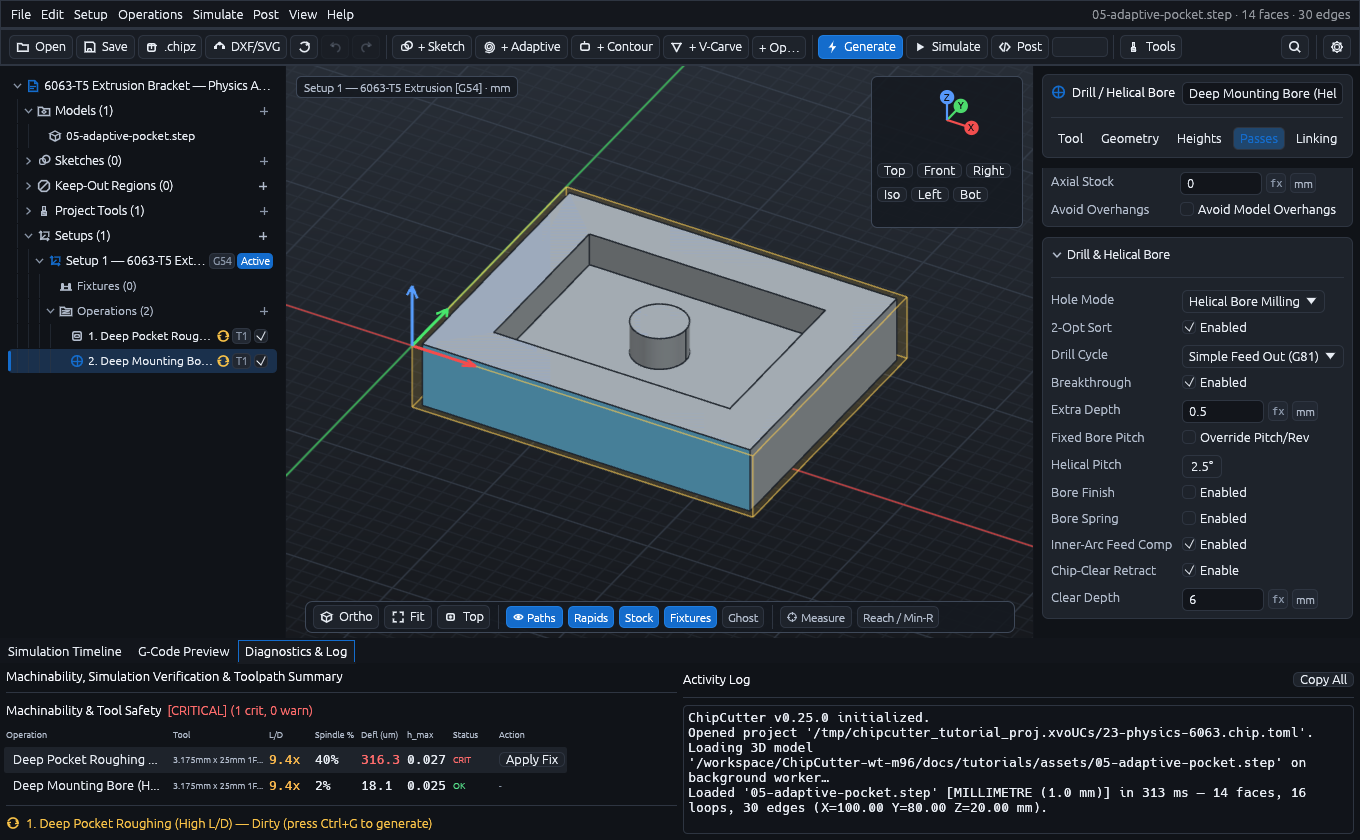 File Edit Setup Operations Simulate Post View Help
05-adaptive-pocket.step · 14 faces · 30 edges
Open Save .chipz DXF/SVG + Sketch + Adaptive + Contour + V-Carve + Op... Generate Simulate Post Tools
6063-T5 Extrusion Bracket — Physics A...
Models (1) +
05-adaptive-pocket.step
Sketches (0) +
Keep-Out Regions (0) +
Project Tools (1) +
Setups (1) +
Setup 1 — 6063-T5 Ext... G54 Active
Fixtures (0)
Operations (2) +
1. Deep Pocket Roug... T1
2. Deep Mounting Bo... T1
Setup 1 — 6063-T5 Extrusion [G54] · mm
Z
Y
X
Top Front Right
Iso Left Bot
Ortho Fit Top Paths Rapids Stock Fixtures Ghost Measure Reach / Min-R
Drill / Helical Bore Deep Mounting Bore (Hel
Tool Geometry Heights Passes Linking
Axial Stock 0 fx mm
Avoid Overhangs Avoid Model Overhangs
Drill & Helical Bore
Hole Mode Helical Bore Milling
2-Opt Sort Enabled
Drill Cycle Simple Feed Out (G81)
Breakthrough Enabled
Extra Depth 0.5 fx mm
Fixed Bore Pitch Override Pitch/Rev
Helical Pitch 2.5°
Bore Finish Enabled
Bore Spring Enabled
Inner-Arc Feed Comp Enabled
Chip-Clear Retract Enable
Clear Depth 6 fx mm
Simulation Timeline G-Code Preview Diagnostics & Log
Machinability, Simulation Verification & Toolpath Summary
Machinability & Tool Safety [CRITICAL] (1 crit, 0 warn)
Operation Tool L/D Spindle % Defl (um) h_max Status Action
Deep Pocket Roughing ... 3.175mm x 25mm 1F... 9.4x 40% 316.3 0.027 CRIT Apply Fix
Deep Mounting Bore (H... 3.175mm x 25mm 1F... 9.4x 2% 18.1 0.025 OK -
1. Deep Pocket Roughing (High L/D) — Dirty (press Ctrl+G to generate)
Activity Log Copy All
ChipCutter v0.25.0 initialized.
Opened project '/tmp/chipcutter_tutorial_proj.xvoUCs/23-physics-6063.chip.toml'.
Loading 3D model
'/workspace/ChipCutter-wt-m96/docs/tutorials/assets/05-adaptive-pocket.step' on
background worker…
Loaded '05-adaptive-pocket.step' [MILLIMETRE (1.0 mm)] in 313 ms — 14 faces, 16
loops, 30 edges (X=100.00 Y=80.00 Z=20.00 mm).